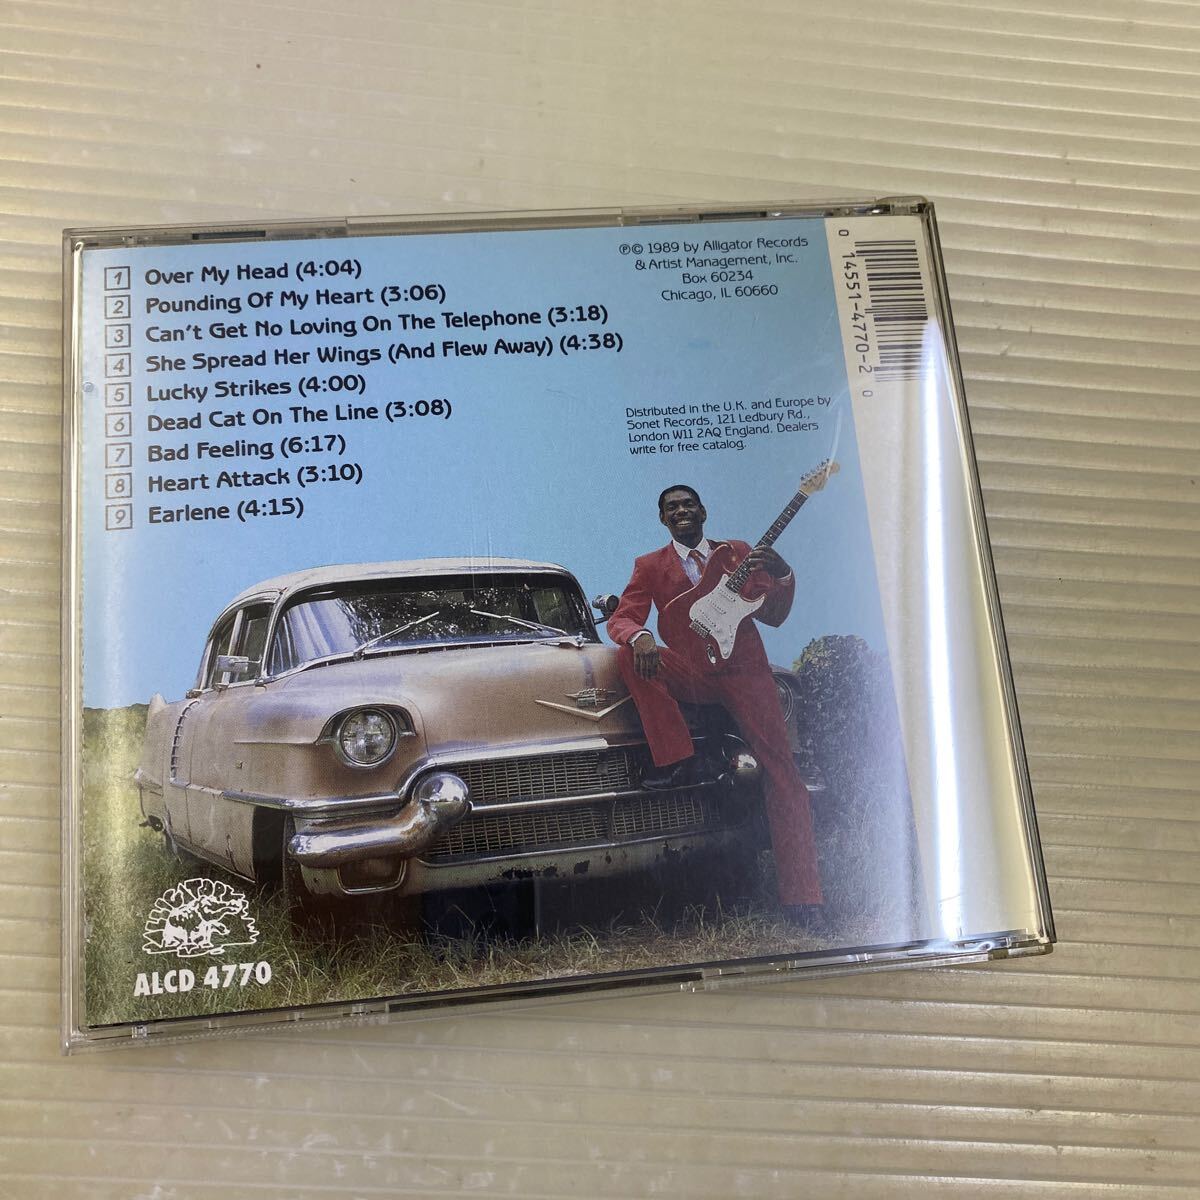 1 Over My Head (4:04)
2 Pounding Of My Heart (3:06)
3 Can't Get No Loving On The Telephone (3:18)
4 She Spread Her Wings (And Flew Away) (4:38)
5 Lucky Strikes (4:00)
6 Dead Cat On The Line (3:08)
7 Bad Feeling (6:17)
8 Heart Attack (3:10)
9 Earlene (4:15)
℗© 1989 by Alligator Records
& Artist Management, Inc.
Box 60234
Chicago, IL 60660
Distributed in the U.K. and Europe by
Sonet Records, 121 Ledbury Rd.,
London W11 2AQ England. Dealers
write for free catalog.
0 14551-4770-2 0
ALLIGATOR
ALCD 4770